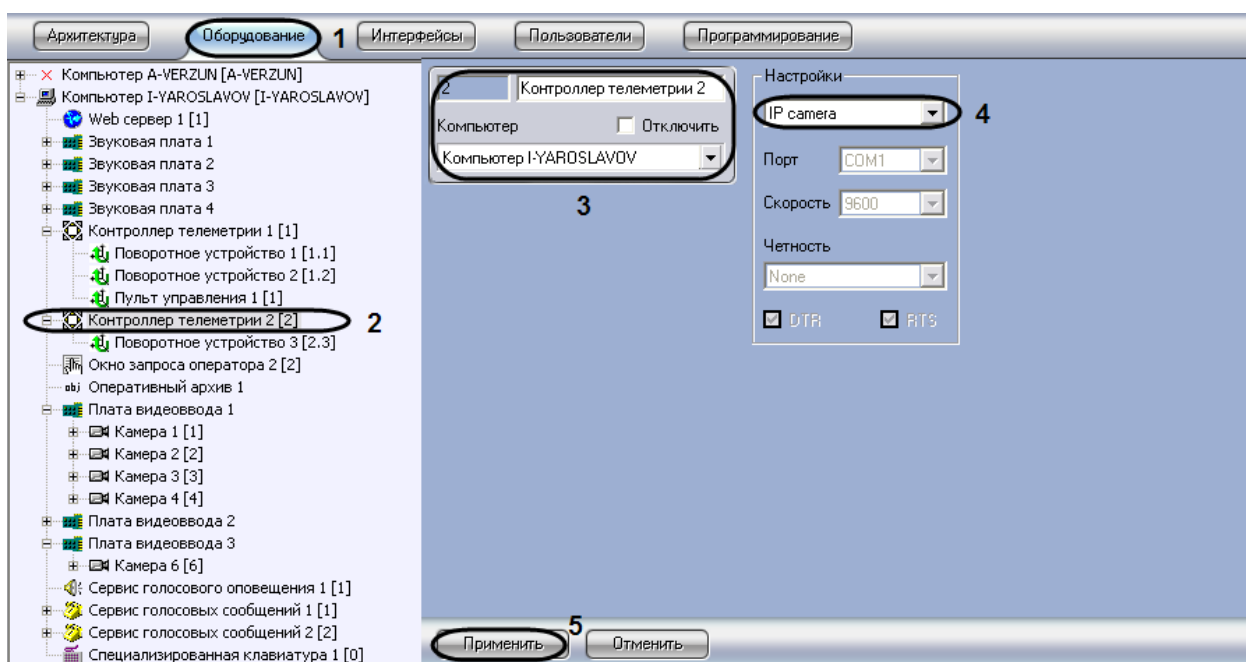 Архитектура Оборудование 1 Интерфейсы Пользователи Программирование
Компьютер A-VERZUN [A-VERZUN]
Компьютер I-YAROSLAVOV [I-YAROSLAVOV]
Web сервер 1 [1]
Звуковая плата 1
Звуковая плата 2
Звуковая плата 3
Звуковая плата 4
Контроллер телеметрии 1 [1]
Поворотное устройство 1 [1.1]
Поворотное устройство 2 [1.2]
Пульт управления 1 [1]
Контроллер телеметрии 2 [2] 2
Поворотное устройство 3 [2.3]
Окно запроса оператора 2 [2]
obj Оперативный архив 1
Плата видеоввода 1
Камера 1 [1]
Камера 2 [2]
Камера 3 [3]
Камера 4 [4]
Плата видеоввода 2
Плата видеоввода 3
Камера 6 [6]
Сервис голосового оповещения 1 [1]
Сервис голосовых сообщений 1 [1]
Сервис голосовых сообщений 2 [2]
Специализированная клавиатура 1 [0]
2 Контроллер телеметрии 2
Компьютер Отключить
Компьютер I-YAROSLAVOV
3
Настройки
IP camera 4
Порт COM1
Скорость 9600
Четность
None
DTR RTS
Применить 5 Отменить